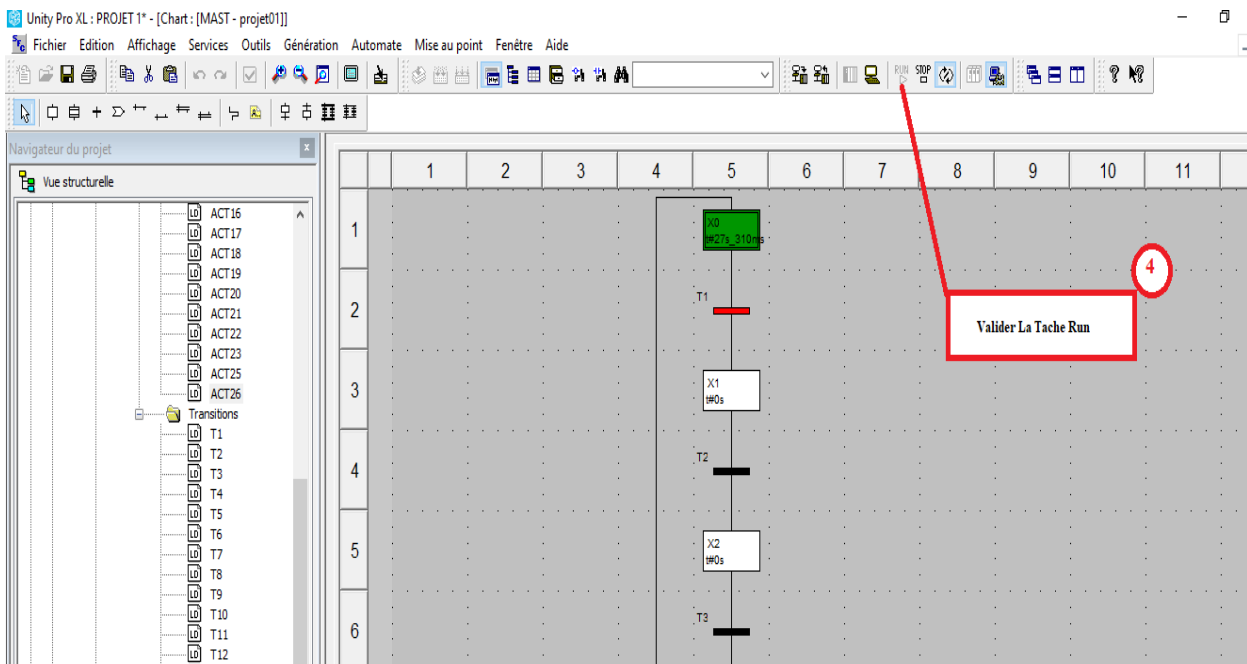 Unity Pro XL : PROJET 1* - [Chart : [MAST - projet01]]
Fichier Edition Affichage Services Outils Génération Automate Mise au point Fenêtre Aide
RUN STOP
Navigateur du projet
Vue structurelle
ACT16
ACT17
ACT18
ACT19
ACT20
ACT21
ACT22
ACT23
ACT25
ACT26
Transitions
T1
T2
T3
T4
T5
T6
T7
T8
T9
T10
T11
T12
1 2 3 4 5 6 7 8 9 10 11
1
2
3
4
5
6
X0
t#27s_310ms
T1
X1
t#0s
T2
X2
t#0s
T3
4
Valider La Tache Run